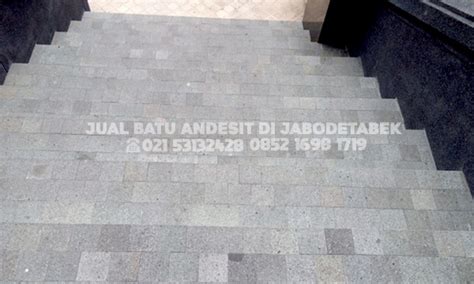 JUAL BATU ANDESIT DI JABODETABEK
☎021 53132428 0852 1698 1719